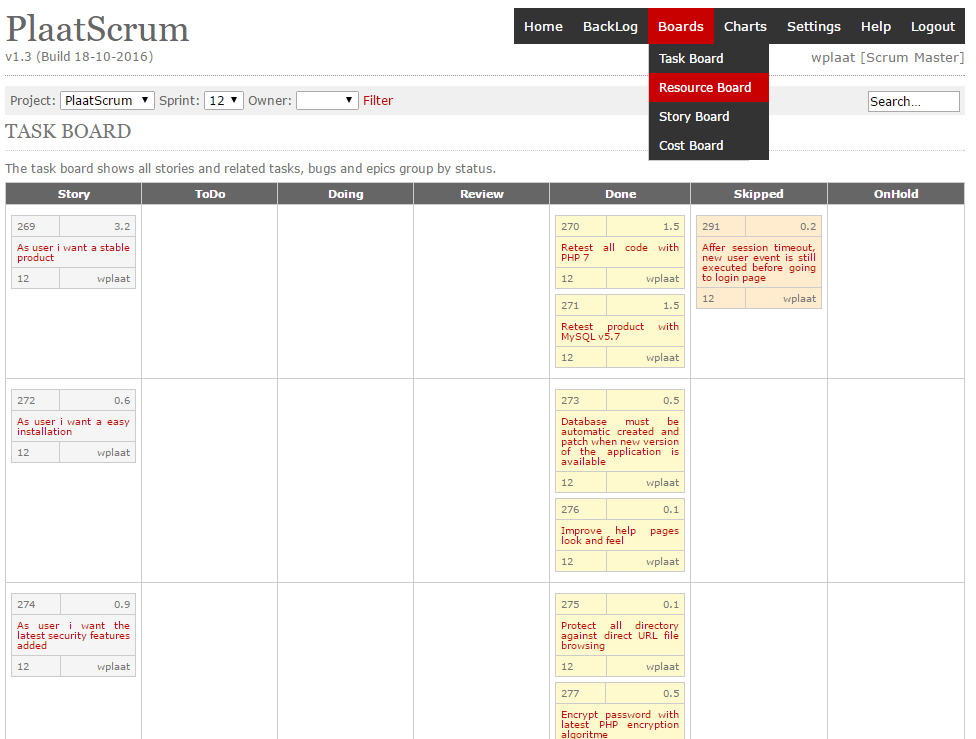 PlaatScrum
v1.3 (Build 18-10-2016)
Home BackLog Boards Charts Settings Help Logout
Task Board
Resource Board
Story Board
Cost Board
wplaat [Scrum Master]
Project: PlaatScrum Sprint: 12 Owner: Filter Search...
TASK BOARD
The task board shows all stories and related tasks, bugs and epics group by status.
Story ToDo Doing Review Done Skipped OnHold
269 3.2
As user i want a stable
product
12 wplaat
270 1.5
Retest all code with
PHP 7
12 wplaat
271 1.5
Retest product with
MySQL v5.7
12 wplaat
291 0.2
Affer session timeout,
new user event is still
executed before going
to login page
12 wplaat
272 0.6
As user i want a easy
installation
12 wplaat
273 0.5
Database must be
automatic created and
patch when new version
of the application is
available
12 wplaat
276 0.1
Improve help pages
look and feel
12 wplaat
274 0.9
As user i want the
latest security features
added
12 wplaat
275 0.1
Protect all directory
against direct URL file
browsing
12 wplaat
277 0.5
Encrypt password with
latest PHP encryption
algoritme